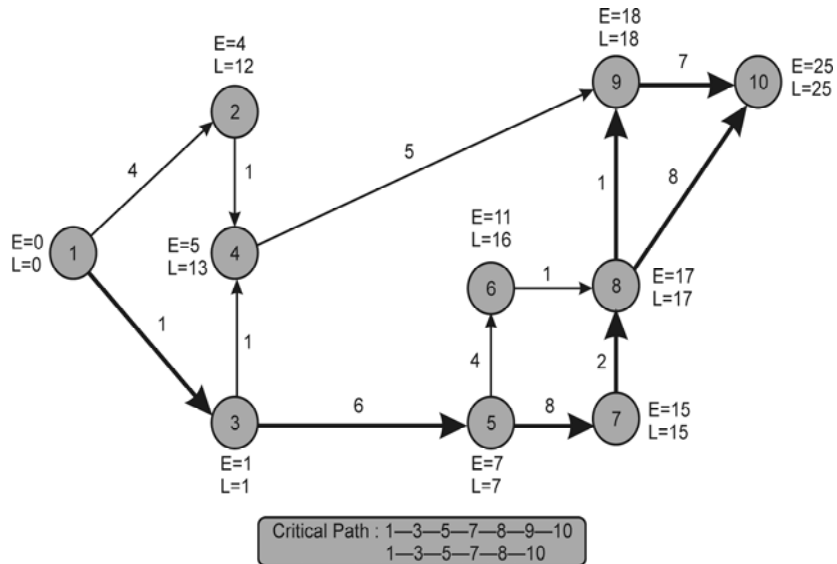 E=18
L=18
7
9
10
E=25
L=25
E=4
L=12
2
4
1
5
1
8
E=0
L=0
1
E=5
L=13
4
E=11
L=16
6
1
8
E=17
L=17
1
1
4
2
3
6
5
8
7
E=15
L=15
E=1
L=1
E=7
L=7
Critical Path : 1—3—5—7—8—9—10
1—3—5—7—8—10